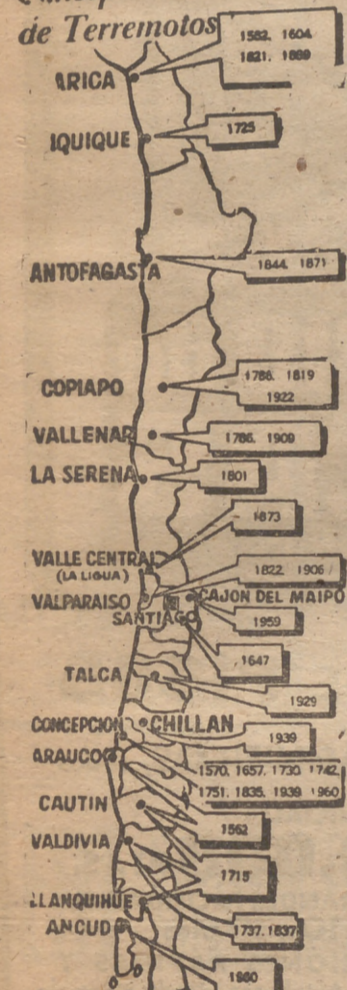 de Terremotos
1582. 1604.
1821. 1889
ARICA
IQUIQUE
1725
ANTOFAGASTA
1844. 1871
COPIAPO
1786. 1819
1922
VALLENAR
1786. 1909
LA SERENA
1801
1873
VALLE CENTRAL
(LA LIGUA)
1822. 1906
VALPARAISO
CAJON DEL MAIPO
SANTIAGO
1959
1647
TALCA
1929
CONCEPCION
CHILLAN
1939
ARAUCO
1570. 1657. 1730. 1742.
1751. 1835. 1939 1960
CAUTIN
1562
VALDIVIA
1715
LLANQUIHUE
ANCUD
1737. 1837
1960